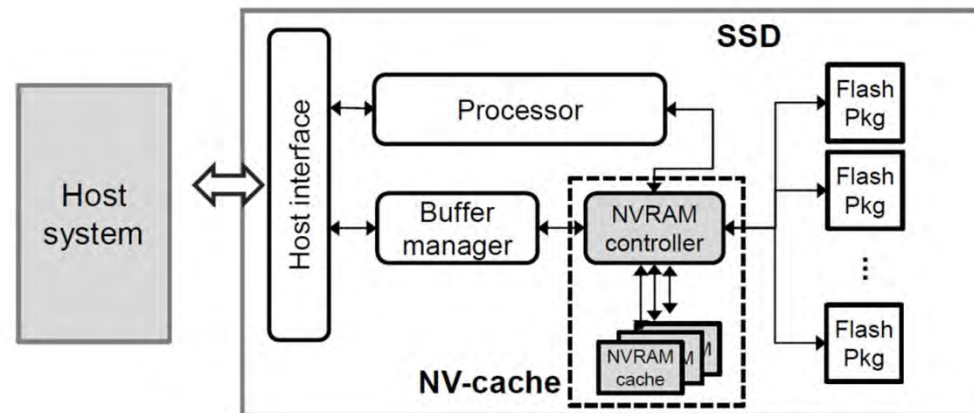 SSD
Host
system
Host interface
Processor
Buffer
manager
NVRAM
controller
NVRAM
cache
M
M
NV-cache
Flash
Pkg
Flash
Pkg
...
Flash
Pkg